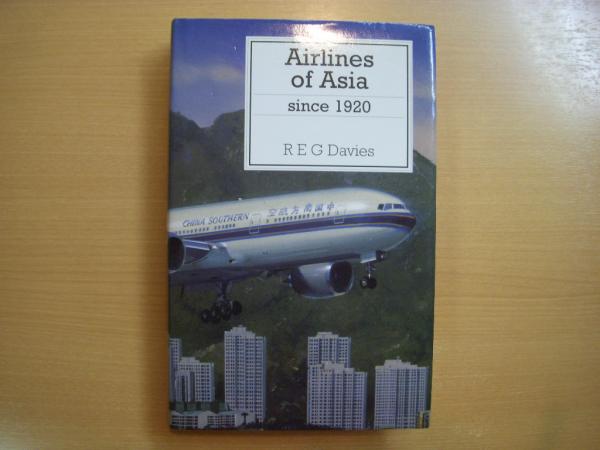 Airlines
of Asia
since 1920
R E G Davies
CHINA SOUTHERN 空航方南國中